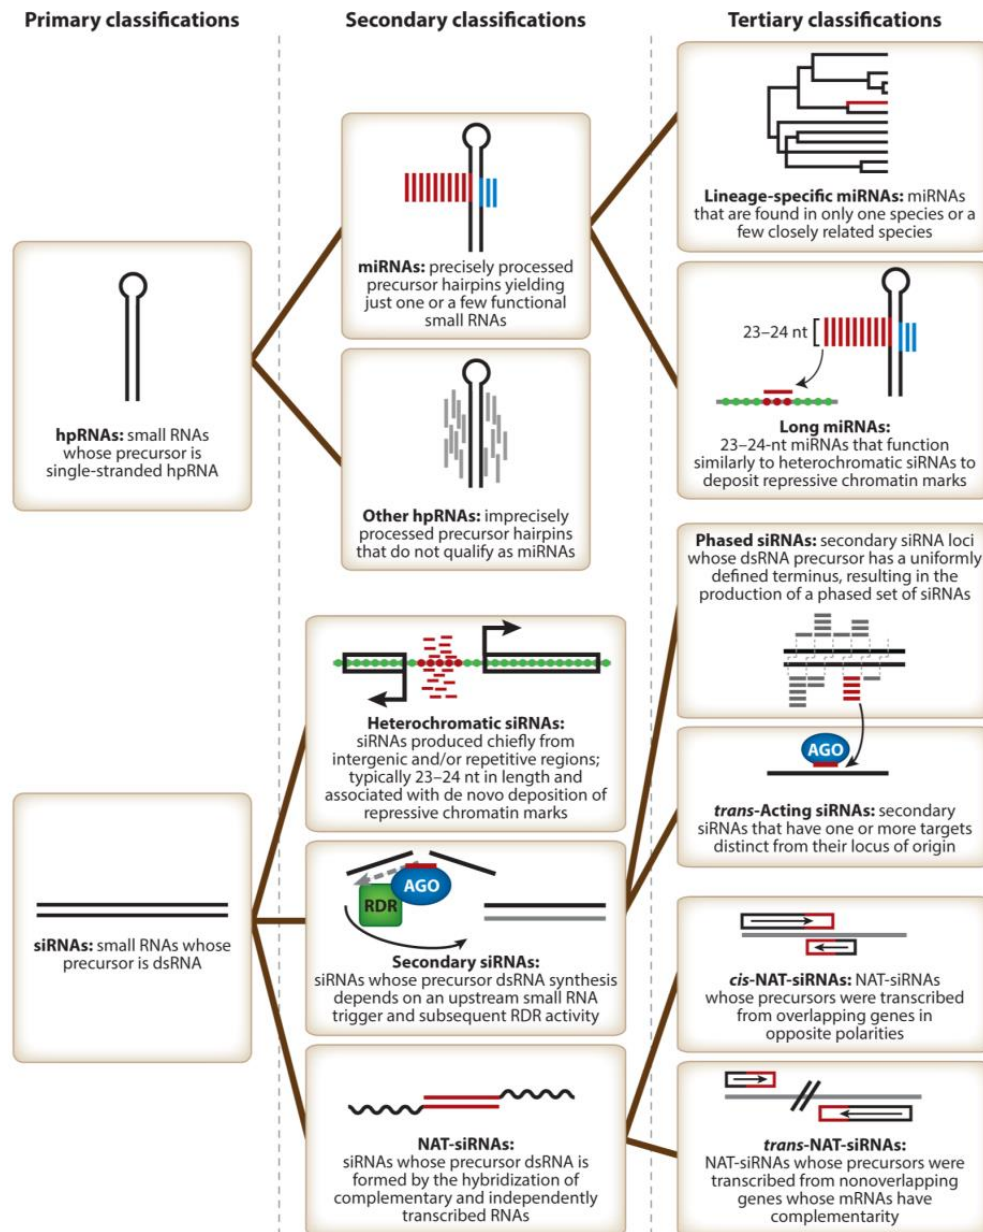 Primary classifications
Secondary classifications
Tertiary classifications
hpRNAs: small RNAs
whose precursor is
single-stranded hpRNA
miRNAs: precisely processed
precursor hairpins yielding
just one or a few functional
small RNAs
Other hpRNAs: imprecisely
processed precursor hairpins
that do not qualify as miRNAs
Lineage-specific miRNAs: miRNAs
that are found in only one species or a
few closely related species
23–24 nt
Long miRNAs:
23–24-nt miRNAs that function
similarly to heterochromatic siRNAs to
deposit repressive chromatin marks
siRNAs: small RNAs whose
precursor is dsRNA
Heterochromatic siRNAs:
siRNAs produced chiefly from
intergenic and/or repetitive regions;
typically 23–24 nt in length and
associated with de novo deposition of
repressive chromatin marks
RDR
AGO
Secondary siRNAs:
siRNAs whose precursor dsRNA synthesis
depends on an upstream small RNA
trigger and subsequent RDR activity
NAT-siRNAs:
siRNAs whose precursor dsRNA is
formed by the hybridization of
complementary and independently
transcribed RNAs
Phased siRNAs: secondary siRNA loci
whose dsRNA precursor has a uniformly
defined terminus, resulting in the
production of a phased set of siRNAs
AGO
trans-Acting siRNAs: secondary
siRNAs that have one or more targets
distinct from their locus of origin
cis-NAT-siRNAs: NAT-siRNAs
whose precursors were transcribed
from overlapping genes in
opposite polarities
trans-NAT-siRNAs:
NAT-siRNAs whose precursors were
transcribed from nonoverlapping
genes whose mRNAs have
complementarity